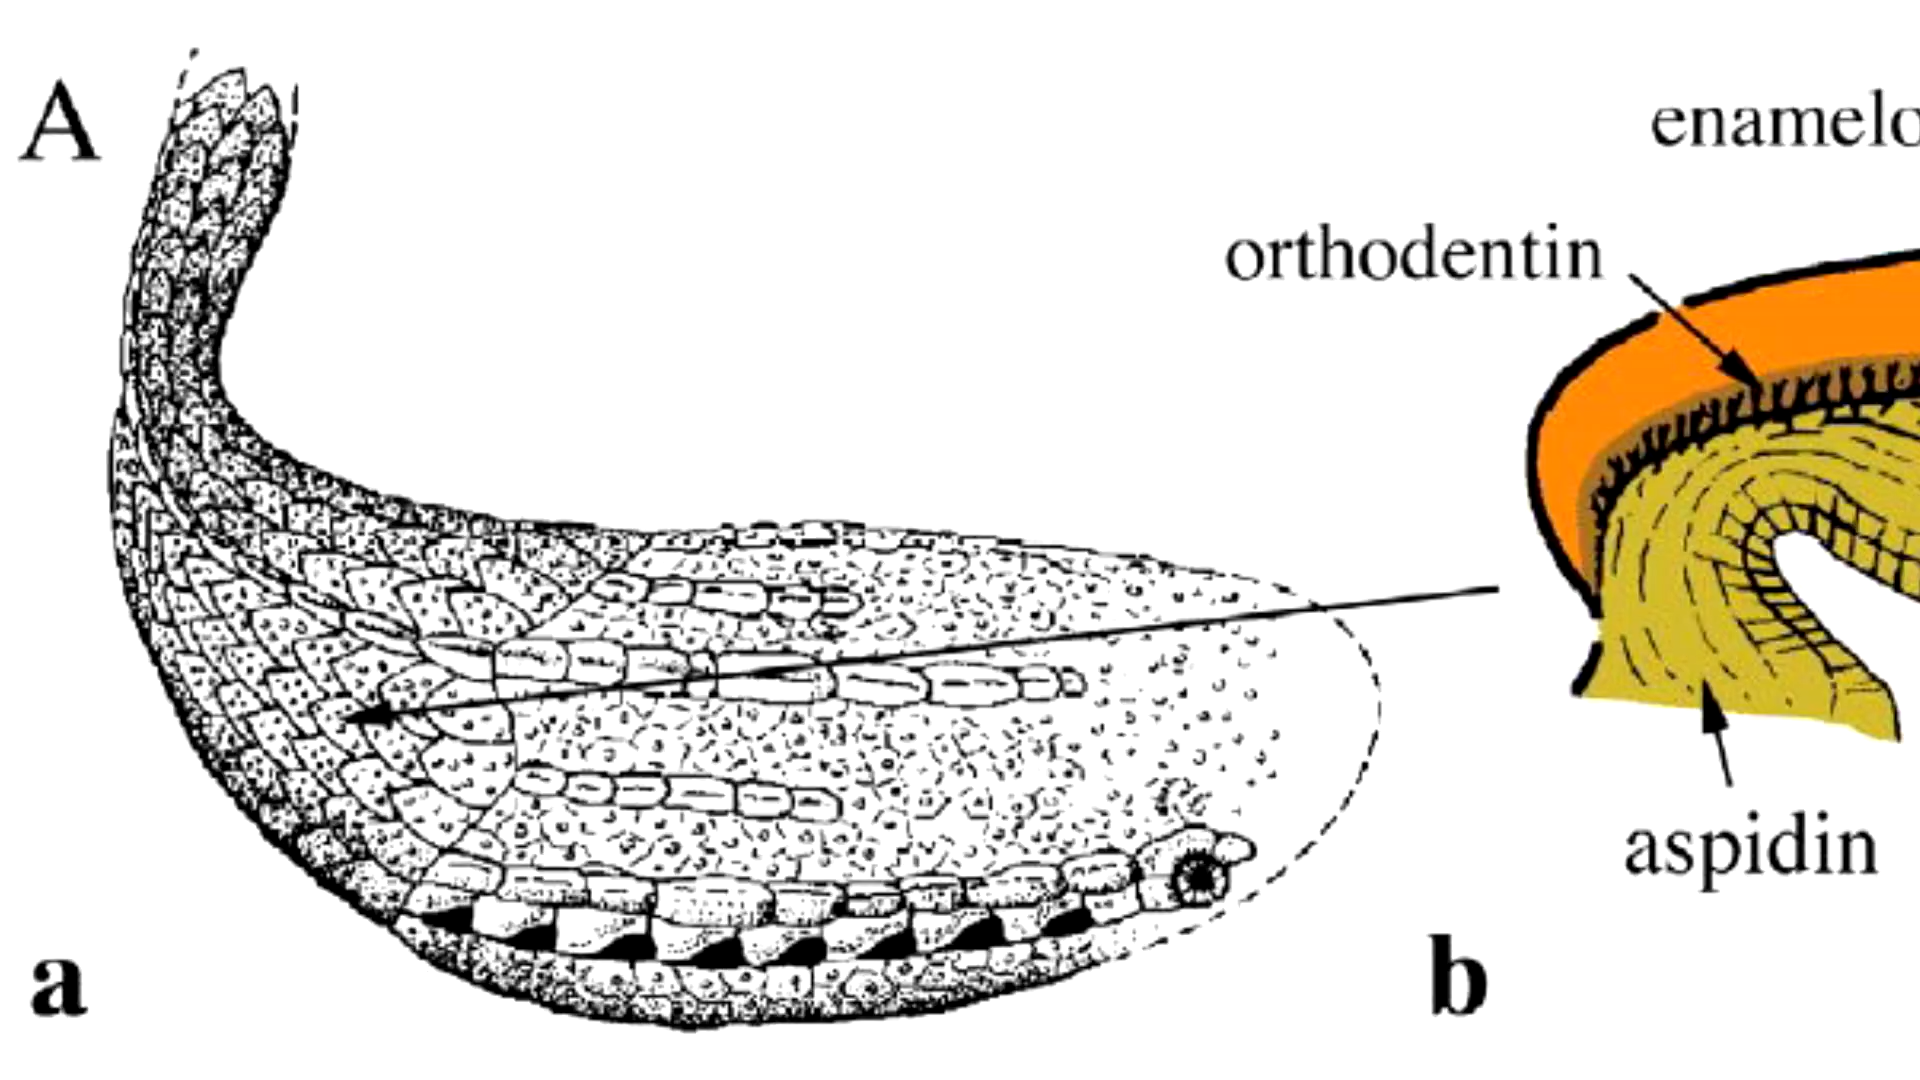 A
enamelo
orthodentin
aspidin
a
b